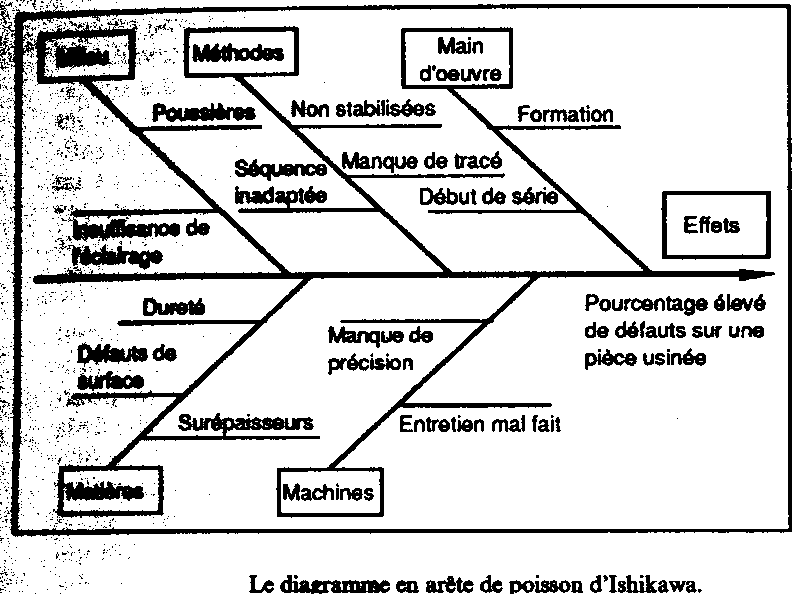 Milieu
Méthodes
Main
d'oeuvre
Poussières
Non stabilisées
Formation
Séquence
inadaptée
Manque de tracé
Début de série
Insuffisance de
l'éclairage
Effets
Dureté
Manque de
précision
Pourcentage élevé
de défauts sur une
pièce usinée
Défauts de
surface
Surépaisseurs
Entretien mal fait
Matières
Machines
Le diagramme en arête de poisson d'Ishikawa.